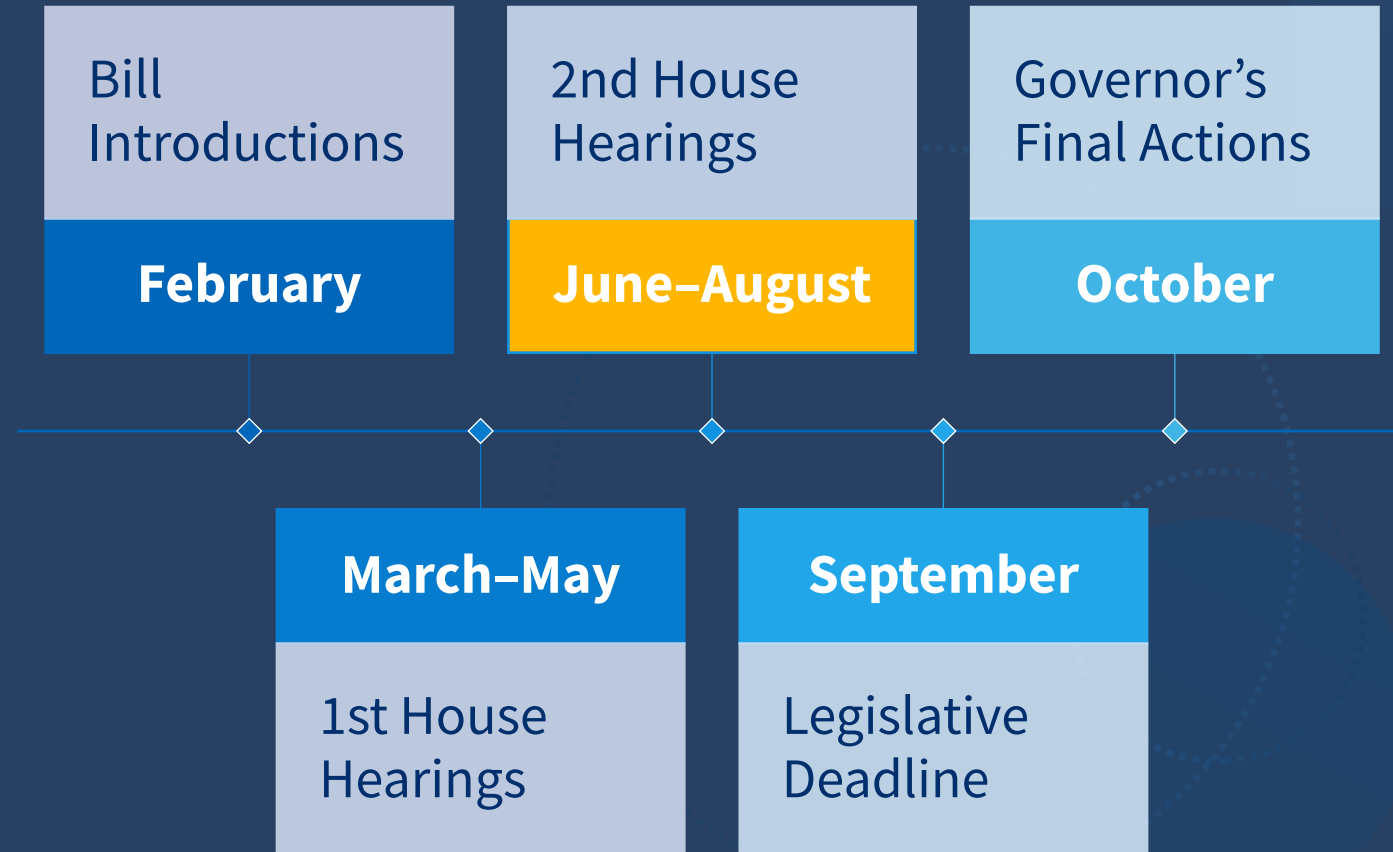 Bill
Introductions
February
2nd House
Hearings
June–August
Governor’s
Final Actions
October
March–May
1st House
Hearings
September
Legislative
Deadline